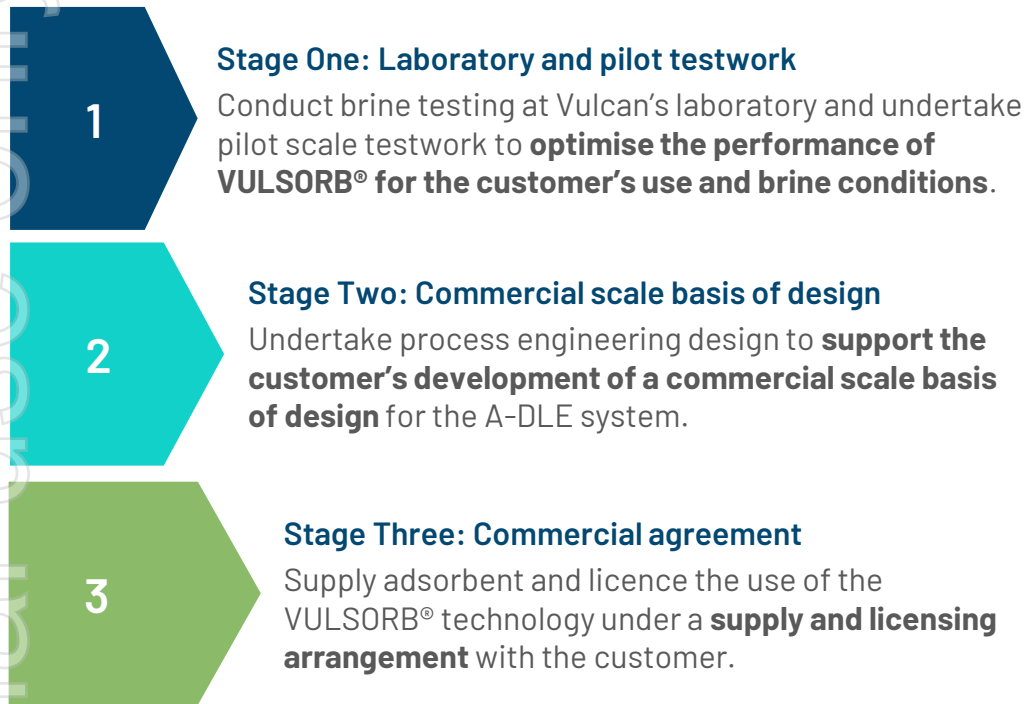 1
Stage One: Laboratory and pilot testwork
Conduct brine testing at Vulcan's laboratory and undertake
pilot scale testwork to optimise the performance of
VULSORB® for the customer's use and brine conditions.
2
Stage Two: Commercial scale basis of design
Undertake process engineering design to support the
customer's development of a commercial scale basis
of design for the A-DLE system.
3
Stage Three: Commercial agreement
Supply adsorbent and licence the use of the
VULSORB® technology under a supply and licensing
arrangement with the customer.